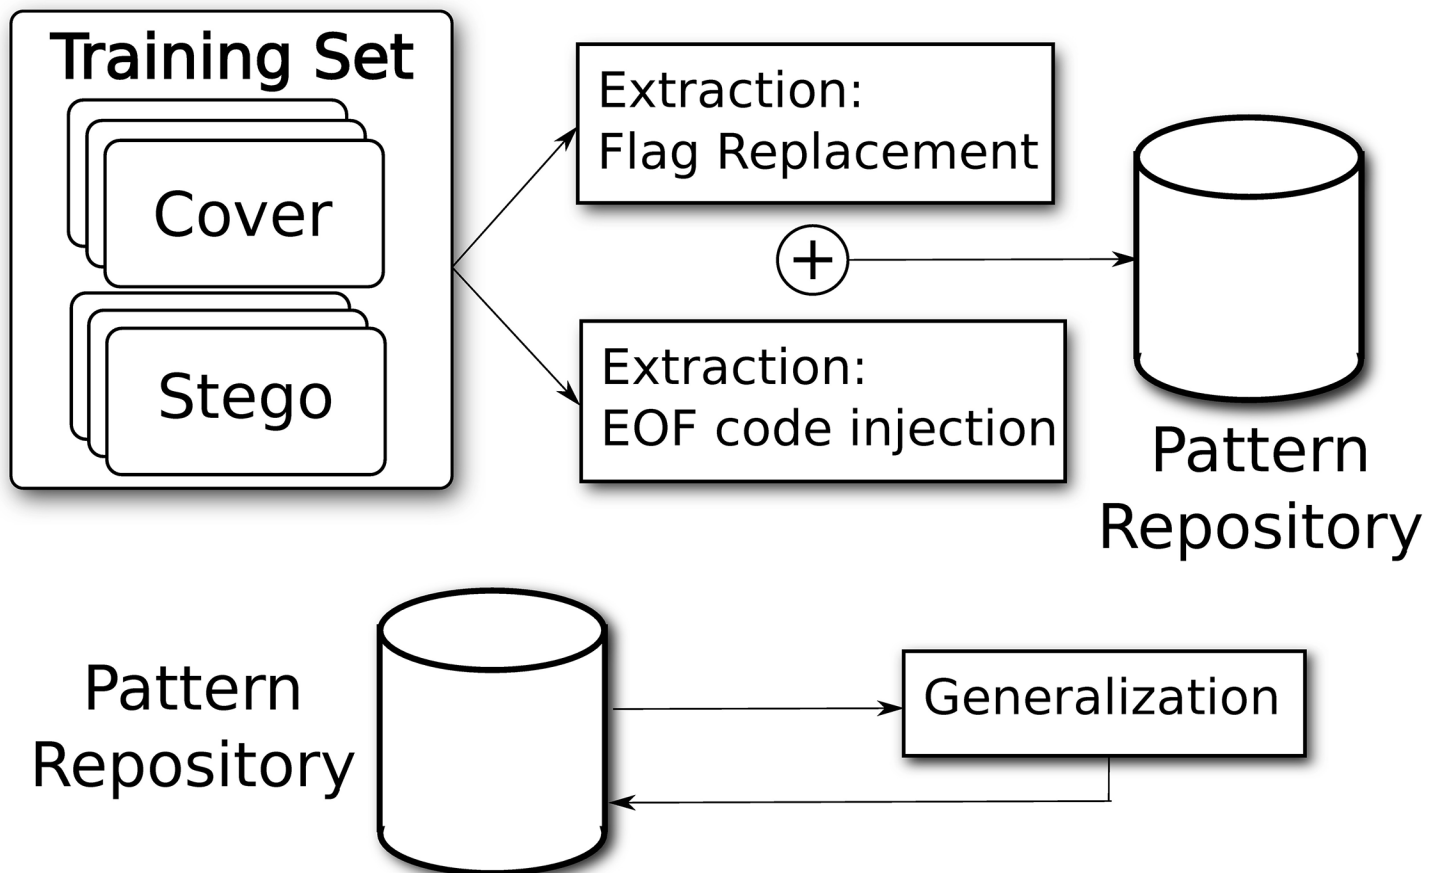 Training Set
Cover
Stego
Extraction:
Flag Replacement
+
Extraction:
EOF code injection
Pattern
Repository
Pattern
Repository
Generalization